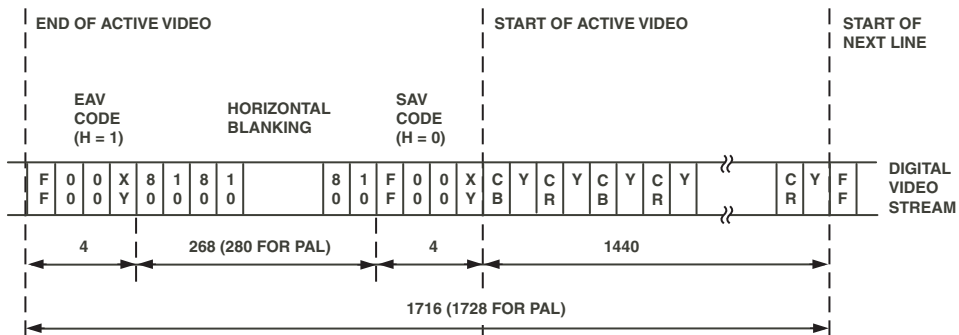 END OF ACTIVE VIDEO
START OF ACTIVE VIDEO
START OF
NEXT LINE
EAV
CODE
(H = 1)
HORIZONTAL
BLANKING
SAV
CODE
(H = 0)
F 0 0 X 8 1 8 1 8 1 F 0 0 X C Y C Y C Y C Y C Y F
F 0 0 Y 0 0 0 0 0 0 F 0 0 Y B R B R R F
DIGITAL
VIDEO
STREAM
4
268 (280 FOR PAL)
4
1440
1716 (1728 FOR PAL)